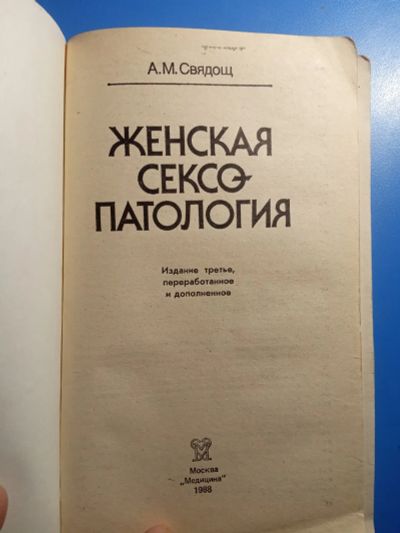 А.М.Свядощ
ЖЕНСКАЯ
СЕКСО-
ПАТОЛОГИЯ
Издание третье,
переработанное
и дополненное
Москва
„Медицина"
1988